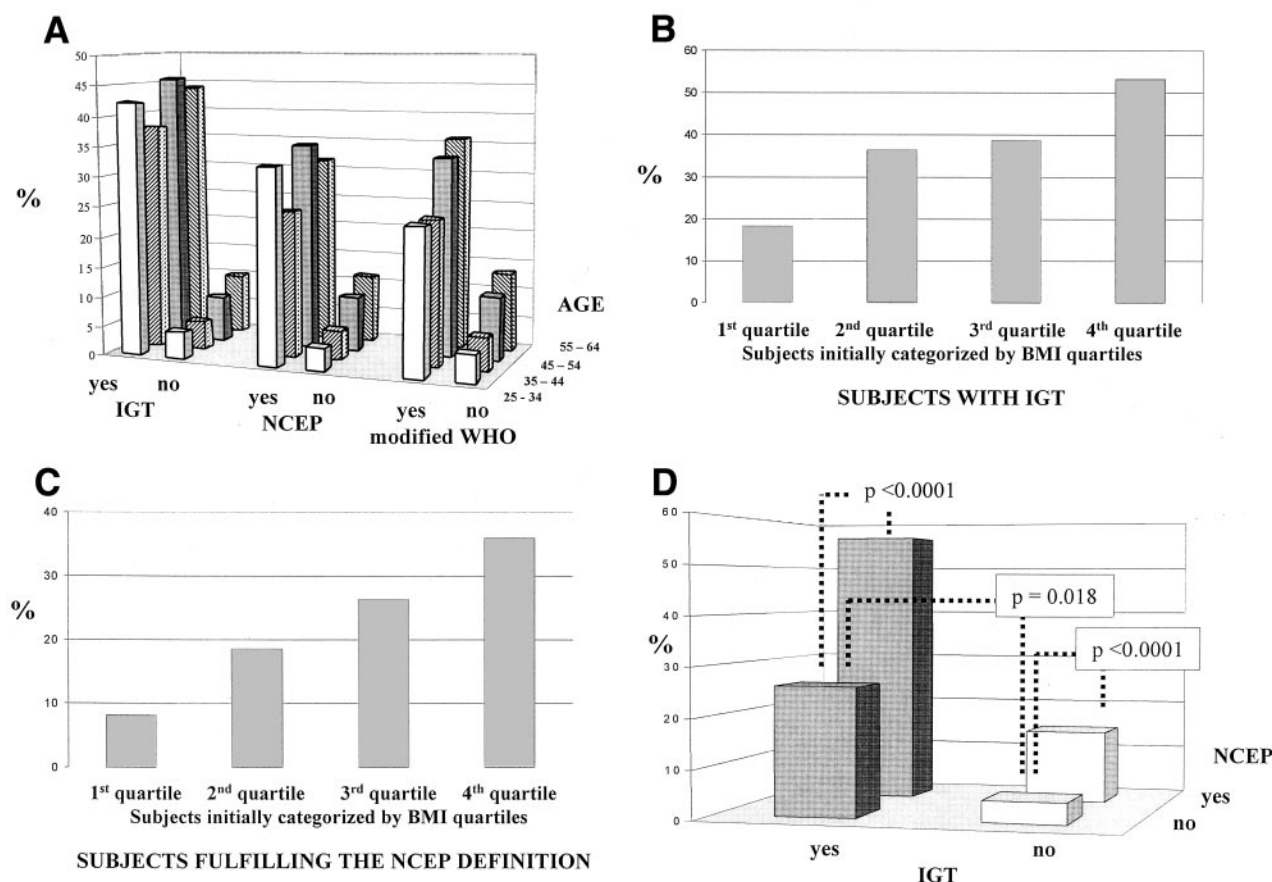 A
50
45
40
35
30
25
20
15
10
5
0
%
AGE
55 – 64
45 – 54
35 – 44
25 - 34
yes no
IGT
yes no
NCEP
yes no
modified WHO
B
60
50
40
30
20
10
0
%
1st quartile 2nd quartile 3rd quartile 4th quartile
Subjects initially categorized by BMI quartiles
SUBJECTS WITH IGT
C
40
30
20
10
0
%
1st quartile 2nd quartile 3rd quartile 4th quartile
Subjects initially categorized by BMI quartiles
SUBJECTS FULFILLING THE NCEP DEFINITION
D
p <0.0001
p = 0.018
p <0.0001
60
50
40
30
20
10
0
%
NCEP
yes
no
yes no
IGT